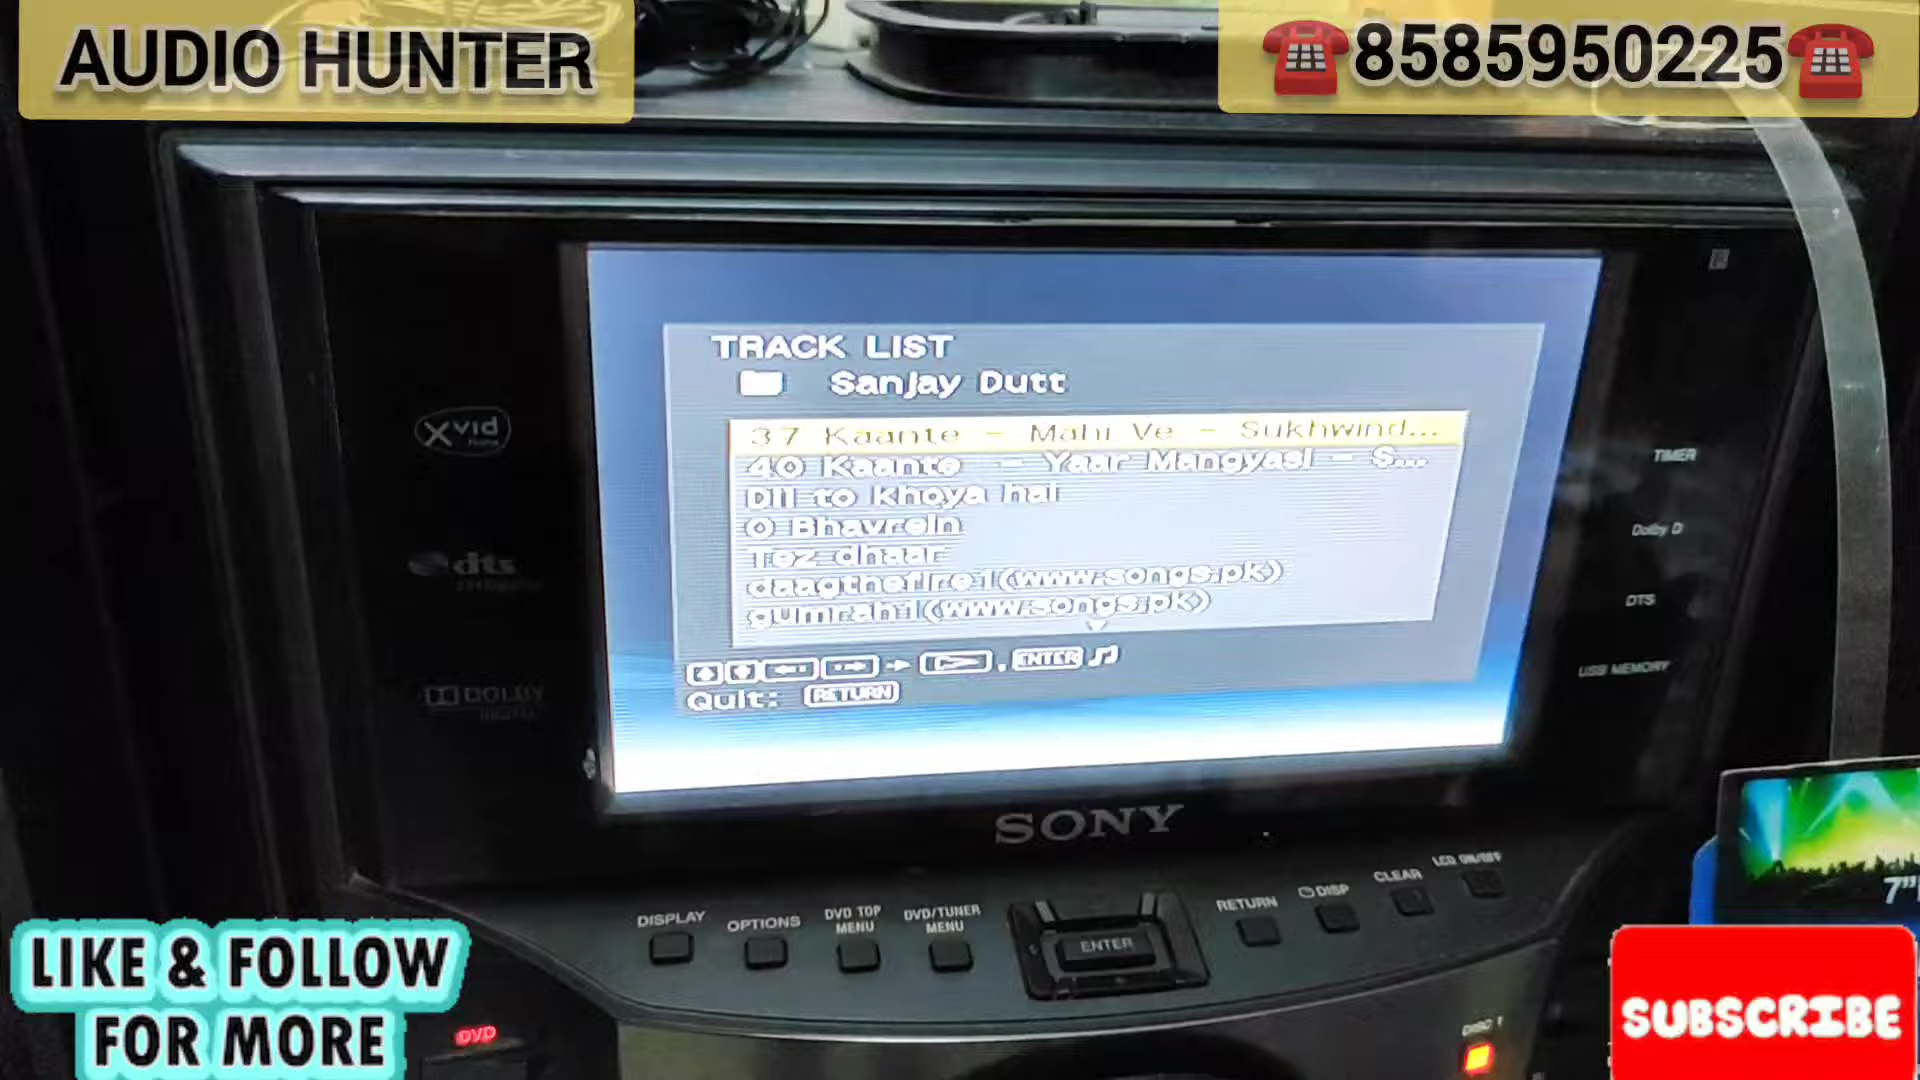 AUDIO HUNTER
☎8585950225☎
TRACK LIST
Sanjay Dutt
37 Kaante - Mahi Ve - Sukhwind...
40 Kaante - Yaar Mangyasi - S...
Dil to khoya hai
O Bhavrein
Tez dhaar
daagthefire1(www.songs.pk)
gumrah1(www.songs.pk)
ENTER
Quit: RETURN
Xvid
dts
DOLBY
DIGITAL
TIMER
Dolby D
DTS
USB MEMORY
SONY
DISPLAY
OPTIONS
DVD TOP MENU
DVD/TUNER MENU
ENTER
RETURN
DISP
CLEAR
LCD ON/OFF
7"
LIKE & FOLLOW
FOR MORE
DVD
DISC 1
SUBSCRIBE